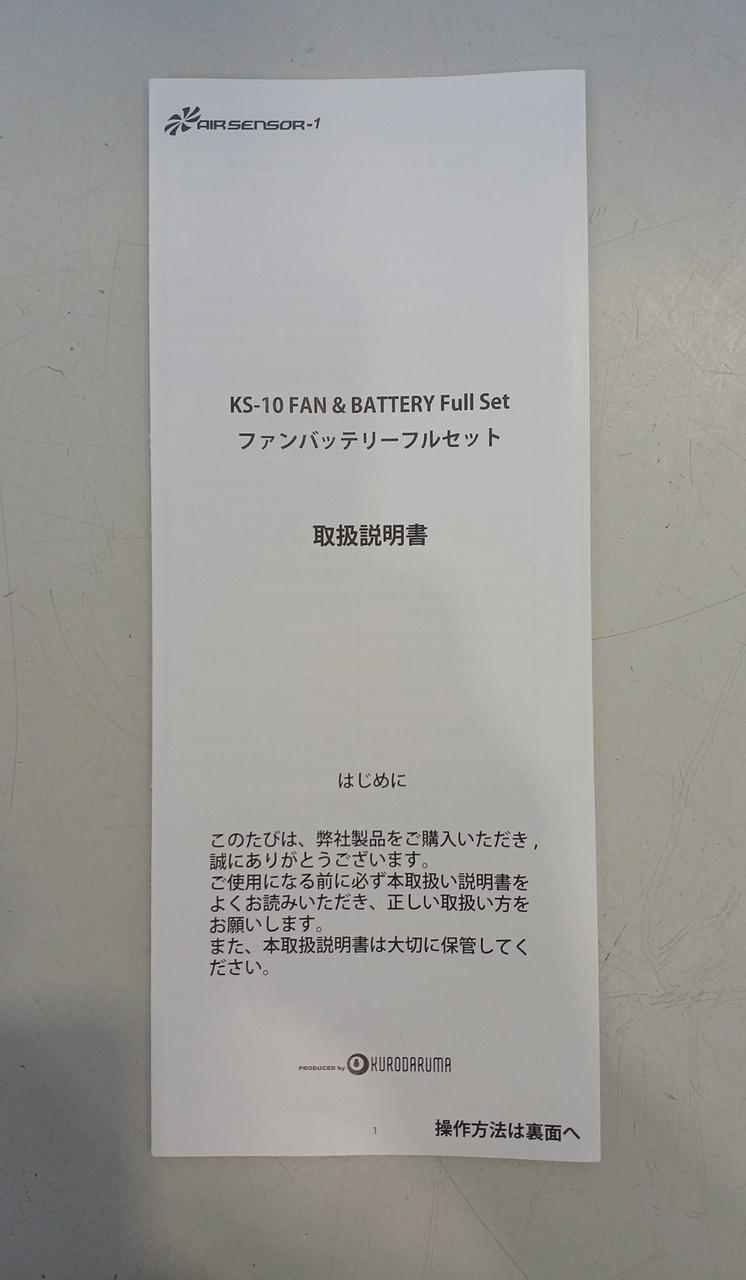 AIRSENSOR-1
KS-10 FAN & BATTERY Full Set
ファンバッテリーフルセット
取扱説明書
はじめに
このたびは、弊社製品をご購入いただき,
誠にありがとうございます。
ご使用になる前に必ず本取扱い説明書を
よくお読みいただき、正しい取扱い方を
お願いします。
また、本取扱説明書は大切に保管してく
ださい。
PRODUCED by KURODARUMA
1
操作方法は裏面へ